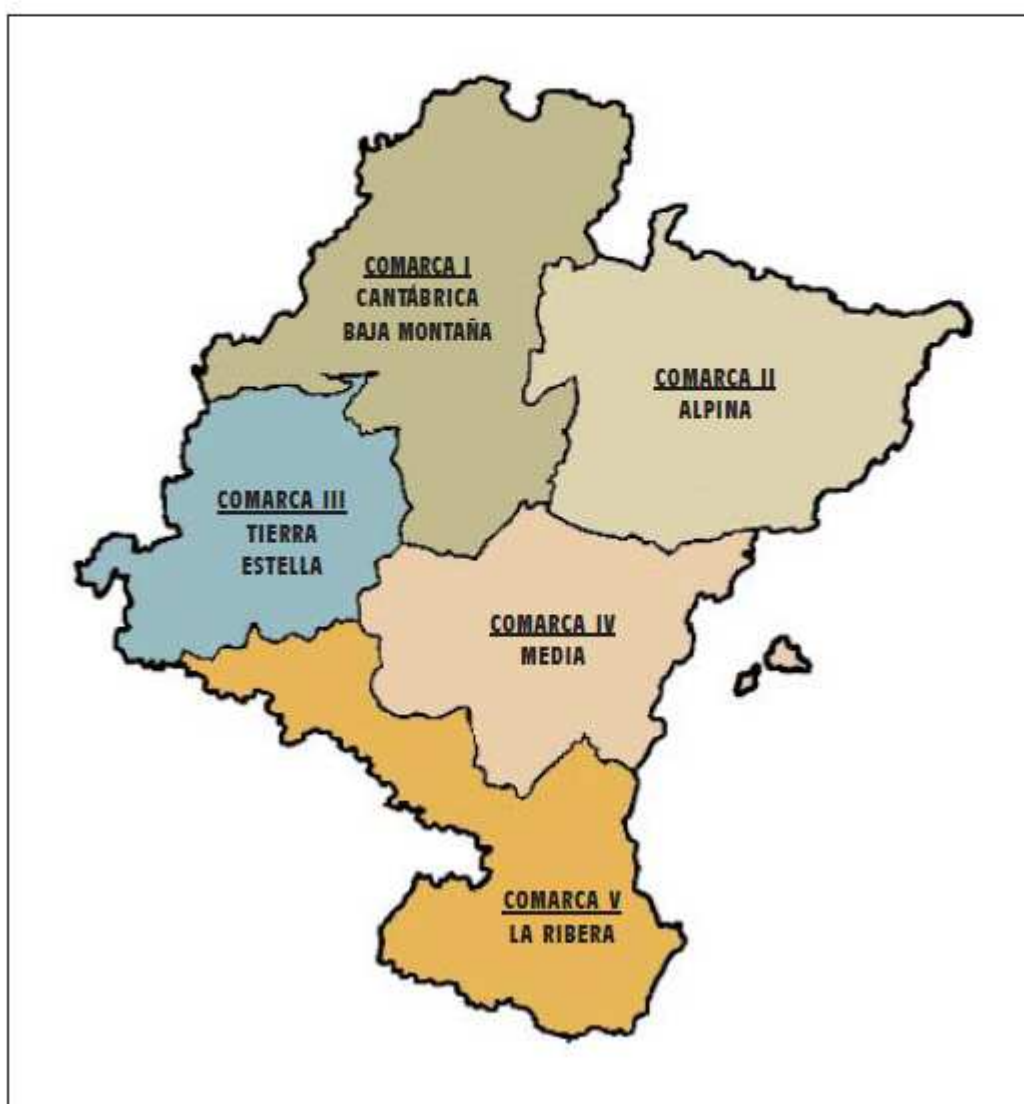 COMARCA I
CANTÁBRICA
BAJA MONTAÑA
COMARCA II
ALPINA
COMARCA III
TIERRA
ESTELLA
COMARCA IV
MEDIA
COMARCA V
LA RIBERA